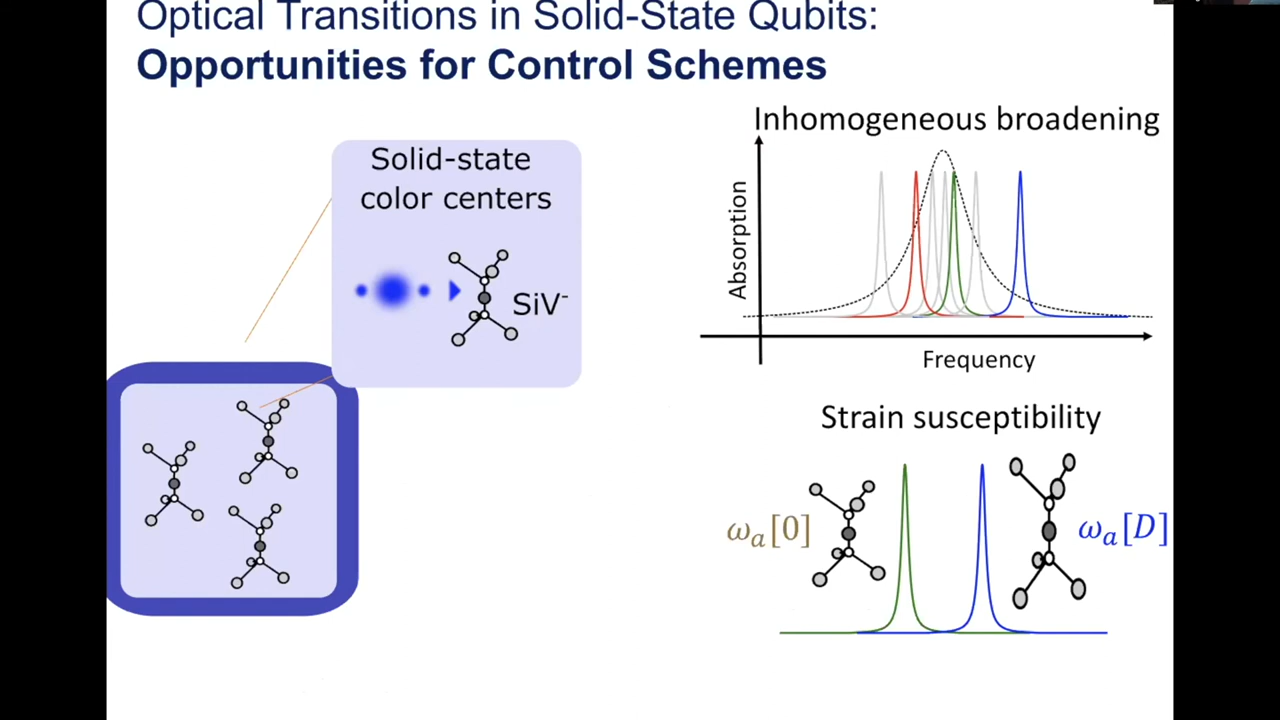 Optical Transitions in Solid-State Qubits:
Opportunities for Control Schemes
Solid-state
color centers
SiV⁻
Inhomogeneous broadening
Absorption
Frequency
Strain susceptibility
ωₐ[0]
ωₐ[D]